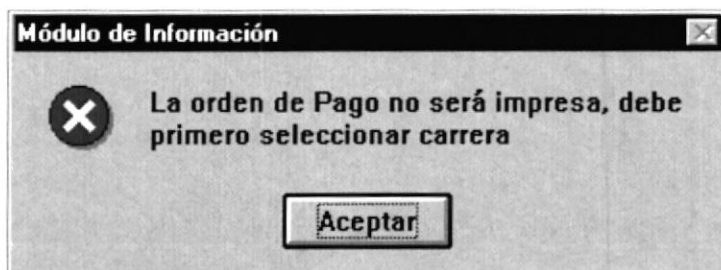 Módulo de Información
La orden de Pago no será impresa, debe
primero seleccionar carrera
Aceptar